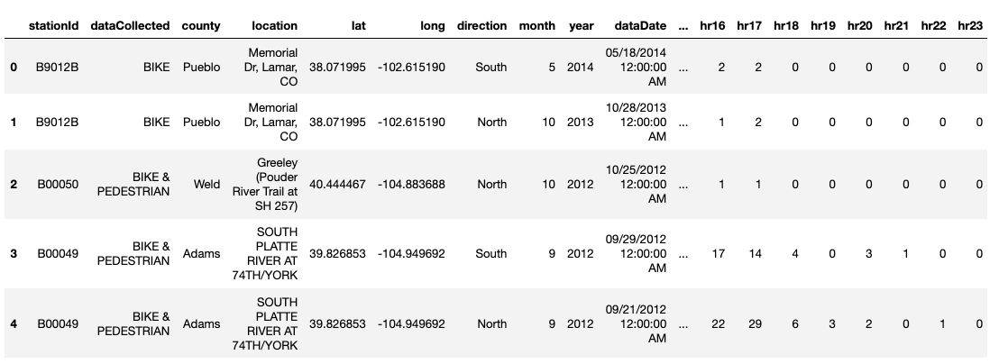 stationId dataCollected county location lat long direction month year dataDate ... hr16 hr17 hr18 hr19 hr20 hr21 hr22 hr23
0 B9012B BIKE Pueblo Memorial Dr, Lamar, CO 38.071995 -102.615190 South 5 2014 05/18/2014 12:00:00 AM ... 2 2 0 0 0 0 0 0
1 B9012B BIKE Pueblo Memorial Dr, Lamar, CO 38.071995 -102.615190 North 10 2013 10/28/2013 12:00:00 AM ... 1 2 0 0 0 0 0 0
2 B00050 BIKE & PEDESTRIAN Weld Greeley (Pouder River Trail at SH 257) 40.444467 -104.883688 North 10 2012 10/25/2012 12:00:00 AM ... 1 1 0 0 0 0 0 0
3 B00049 BIKE & PEDESTRIAN Adams SOUTH PLATTE RIVER AT 74TH/YORK 39.826853 -104.949692 South 9 2012 09/29/2012 12:00:00 AM ... 17 14 4 0 3 1 0 0
4 B00049 BIKE & PEDESTRIAN Adams SOUTH PLATTE RIVER AT 74TH/YORK 39.826853 -104.949692 North 9 2012 09/21/2012 12:00:00 AM ... 22 29 6 3 2 0 1 0